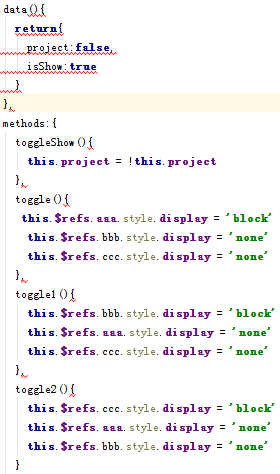 data(){
return{
project:false,
isShow:true
}
},
methods:{
toggleShow(){
this.project = !this.project
},
toggle(){
this.$refs.aaa.style.display = 'block'
this.$refs.bbb.style.display = 'none'
this.$refs.ccc.style.display = 'none'
},
toggle1(){
this.$refs.bbb.style.display = 'block'
this.$refs.aaa.style.display = 'none'
this.$refs.ccc.style.display = 'none'
},
toggle2(){
this.$refs.ccc.style.display = 'block'
this.$refs.aaa.style.display = 'none'
this.$refs.bbb.style.display = 'none'
}